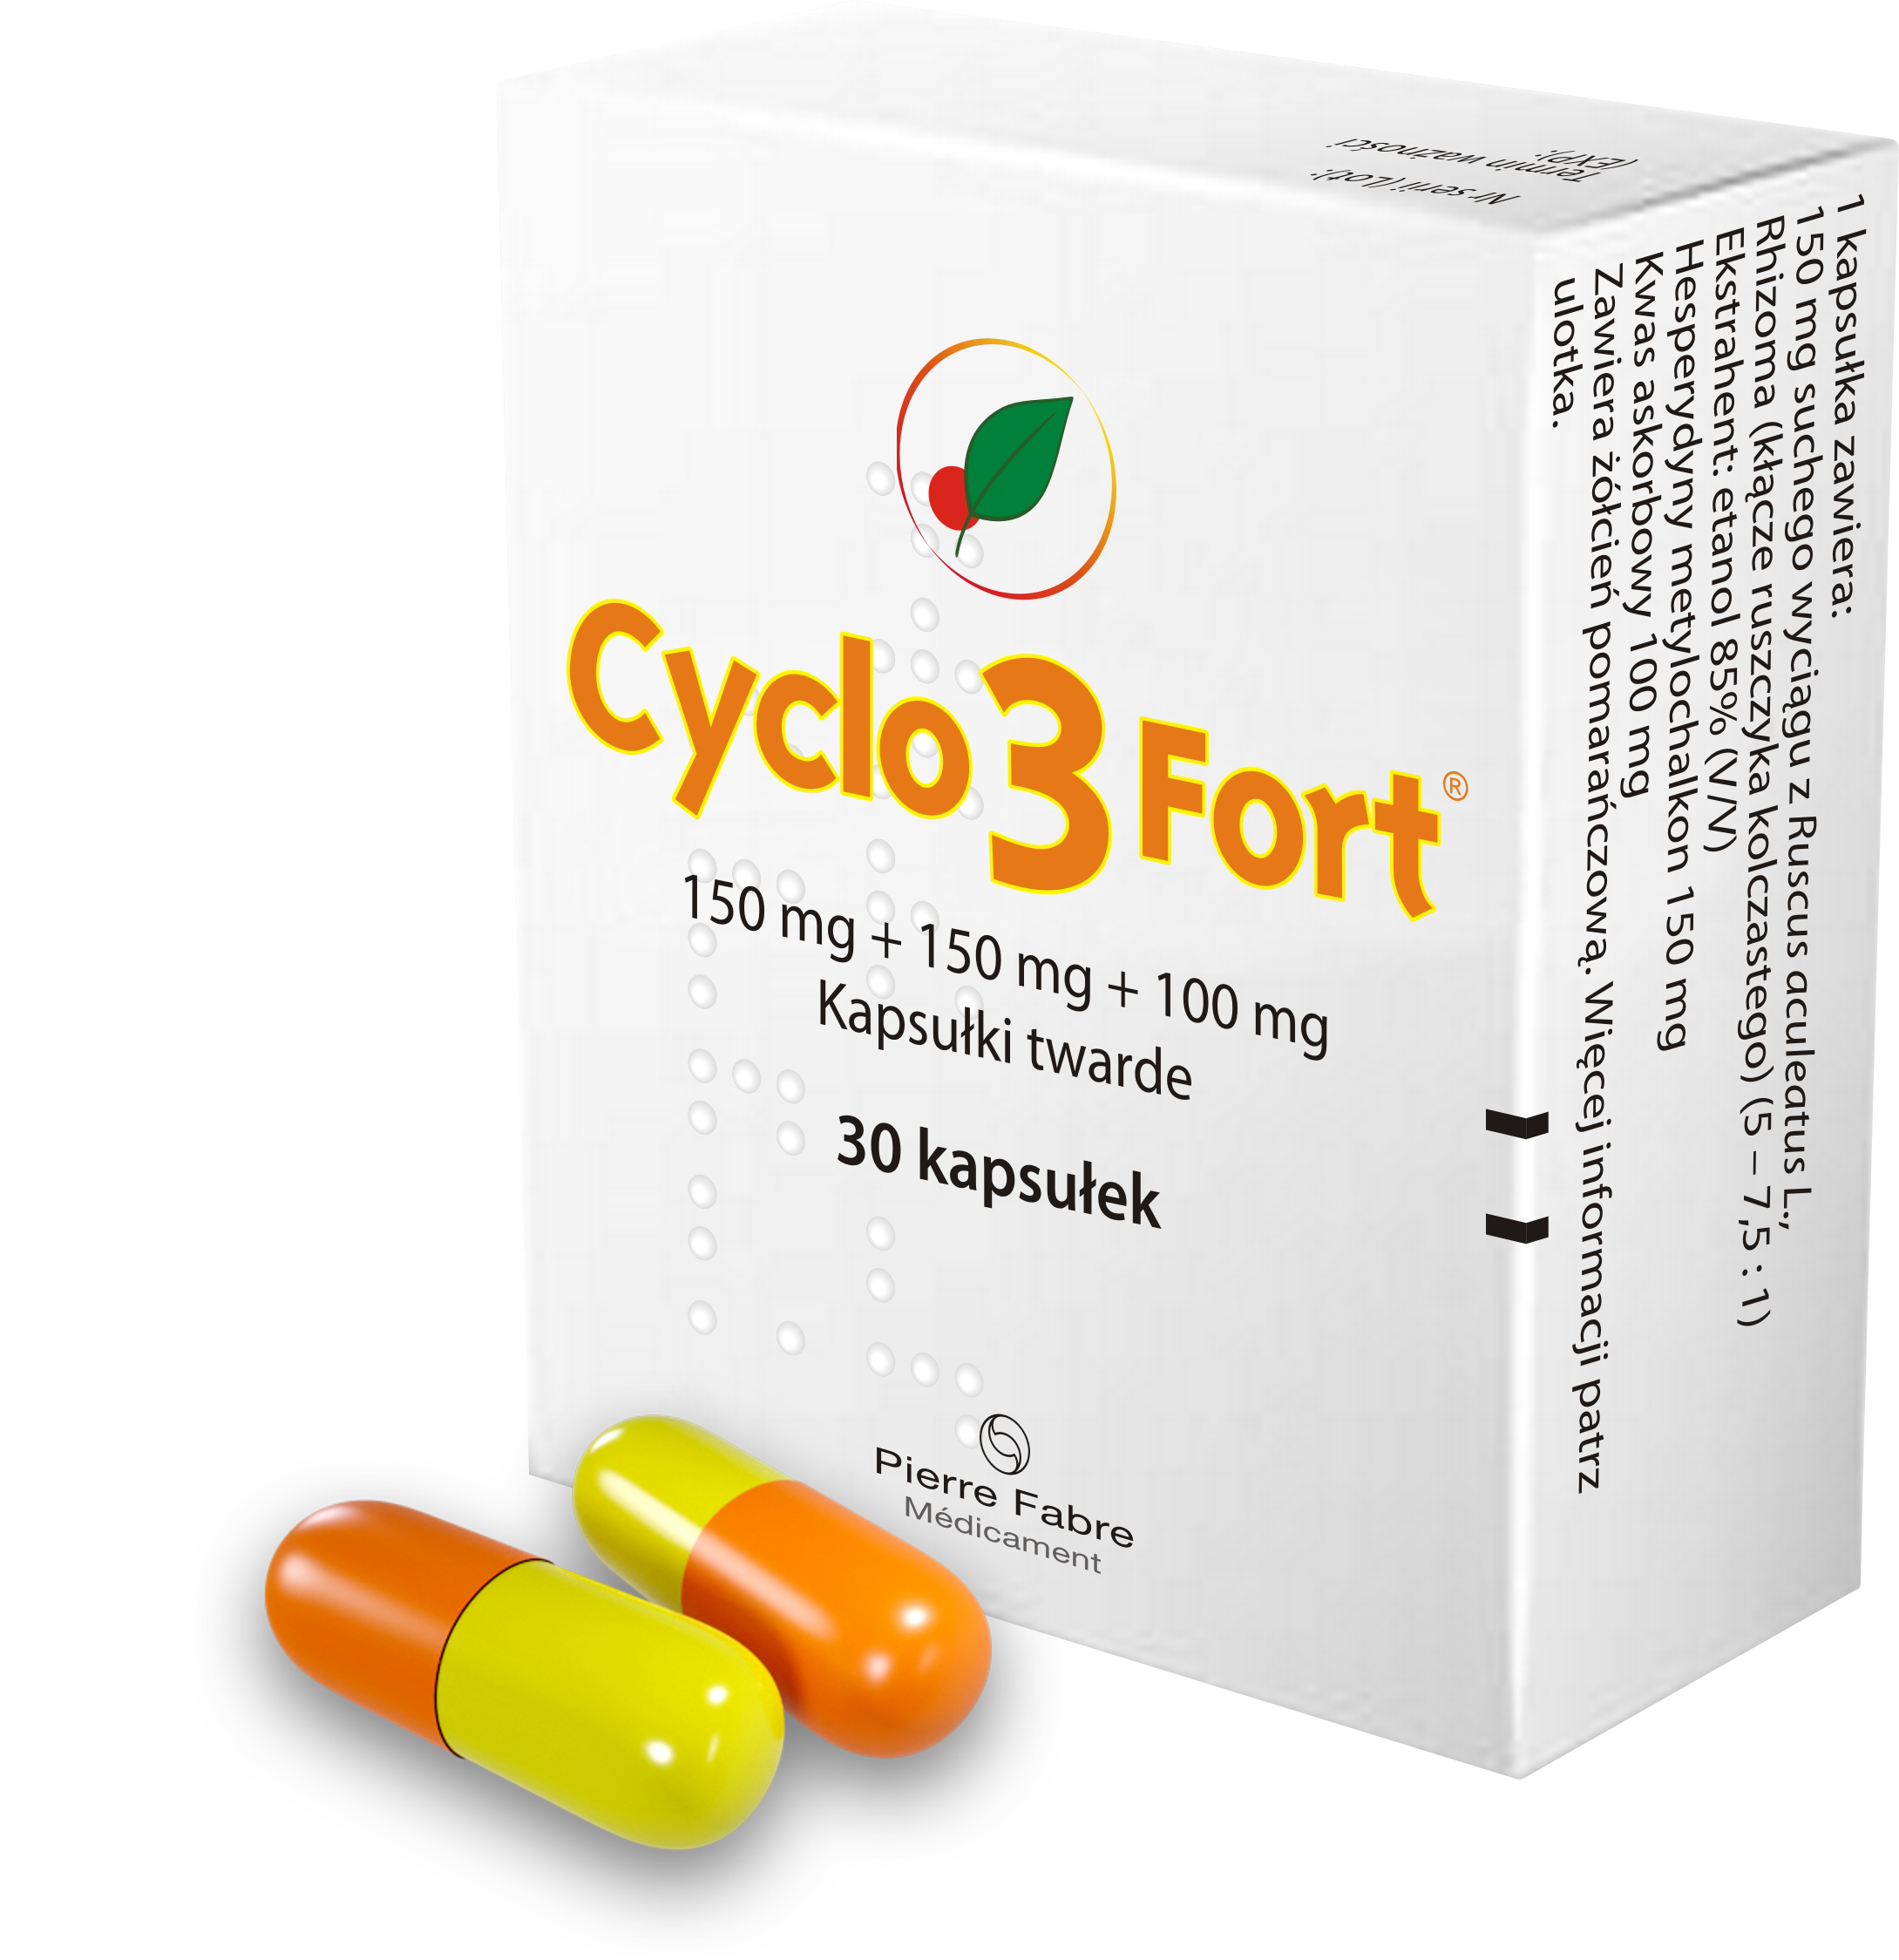 Nr serii (Lot):
Termin ważności
(EXP):
Cyclo 3 Fort®
150 mg + 150 mg + 100 mg
Kapsułki twarde
30 kapsułek
Pierre Fabre
Médicament
1 kapsułka zawiera:
150 mg suchego wyciągu z Ruscus aculeatus L.,
Rhizoma (kłącze ruszczyka kolczastego) (5 – 7,5 : 1)
Ekstrahent: etanol 85% (V/V)
Hesperydyny metylochalkon 150 mg
Kwas askorbowy 100 mg
Zawiera żółcień pomarańczową. Więcej informacji patrz
ulotka.